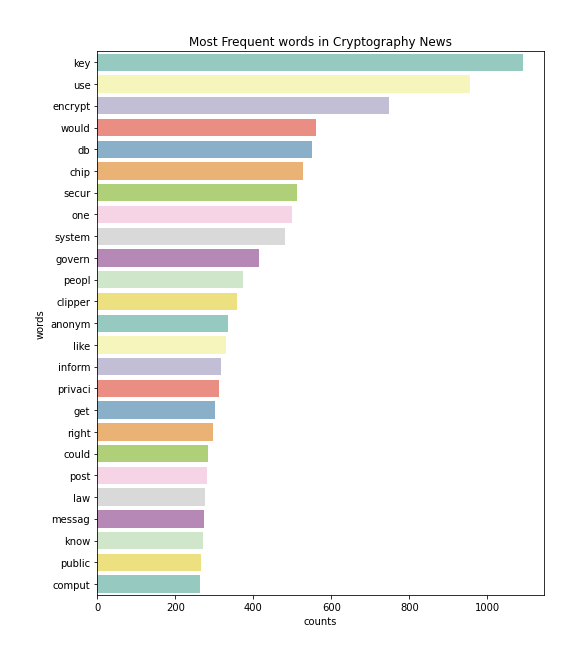 Most Frequent words in Cryptography News
key
use
encrypt
would
db
chip
secur
one
system
govern
peopl
clipper
anonym
like
inform
privaci
get
right
could
post
law
messag
know
public
comput
words
0 200 400 600 800 1000
counts